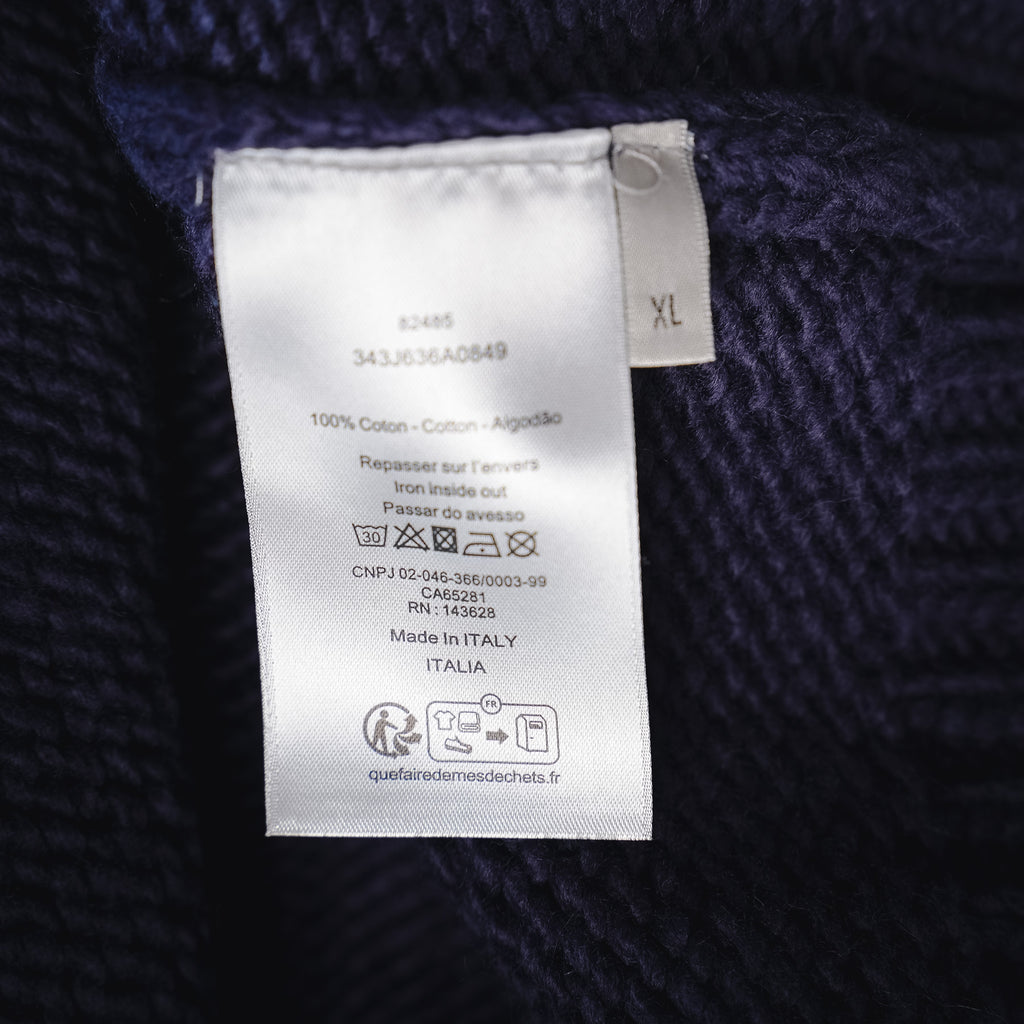 82485
343J636A0849
XL
100% Coton - Cotton - Algodão
Repasser sur l'envers
Iron inside out
Passar do avesso
30
CNPJ 02-046-366/0003-99
CA65281
RN : 143628
Made In ITALY
ITALIA
FR
quefairedemesdechets.fr